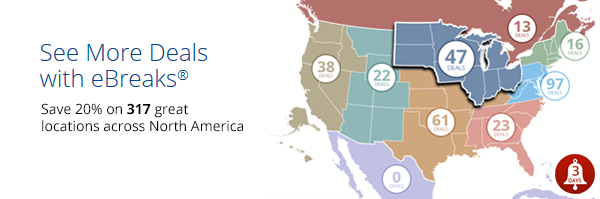 See More Deals
with eBreaks®
Save 20% on 317 great
locations across North America
13
DEALS
16
DEALS
47
DEALS
38
DEALS
22
DEALS
97
DEALS
61
DEALS
23
DEALS
0
DEALS
3
DAYS